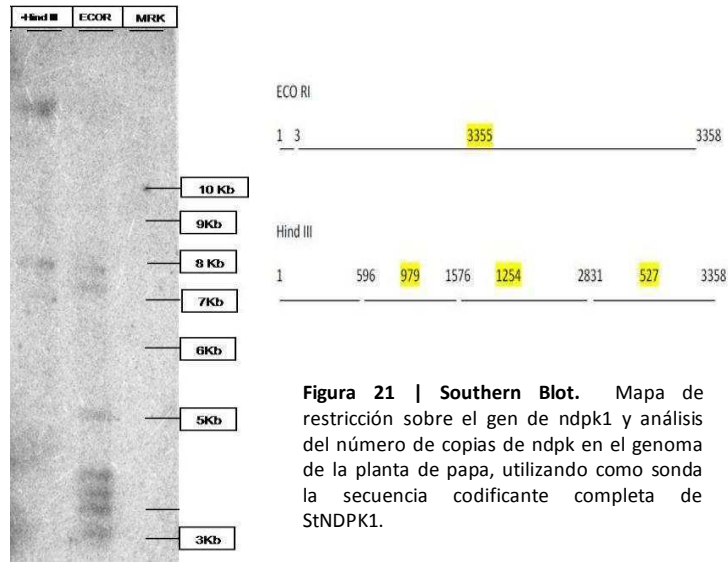 -Hind III ECOR MRK
10 Kb
9Kb
8 Kb
7Kb
6Kb
5Kb
3Kb
ECO RI
1 3 3355 3358
Hind III
1 596 979 1576 1254 2831 527 3358
Figura 21 | Southern Blot. Mapa de
restricción sobre el gen de ndpk1 y análisis
del número de copias de ndpk en el genoma
de la planta de papa, utilizando como sonda
la secuencia codificante completa de
StNDPK1.